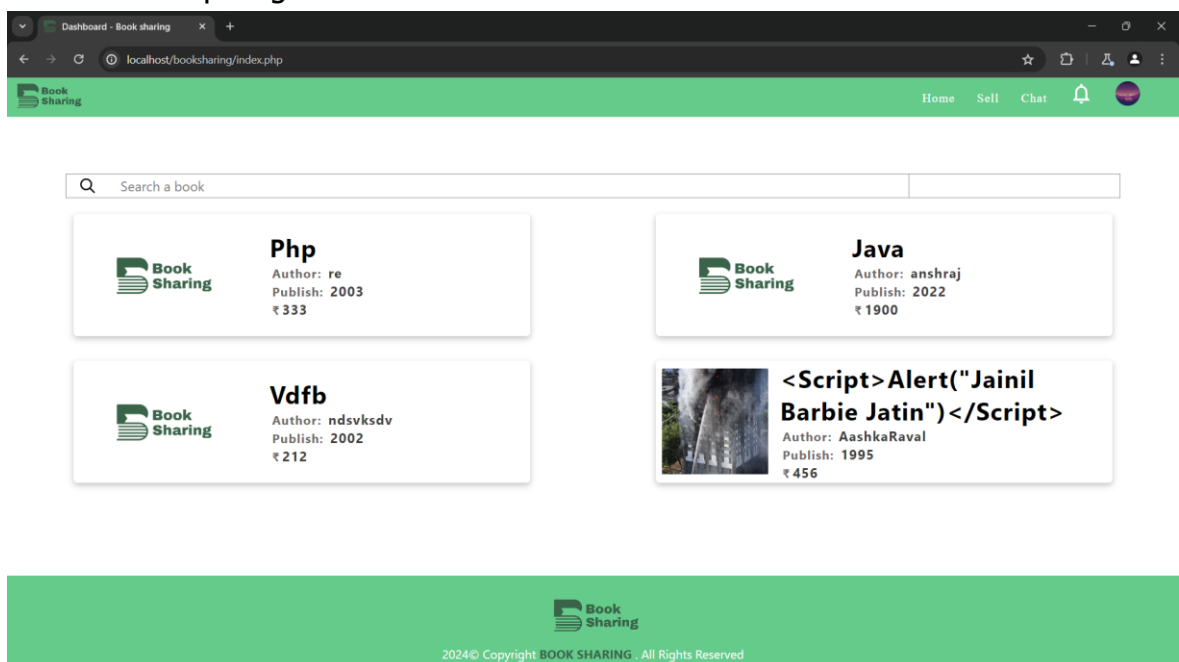 Dashboard - Book sharing
localhost/booksharing/index.php
Book
Sharing
Home Sell Chat
Search a book
Book
Sharing
Php
Author: re
Publish: 2003
₹ 333
Book
Sharing
Java
Author: anshraj
Publish: 2022
₹ 1900
Book
Sharing
Vdfb
Author: ndsvksdv
Publish: 2002
₹ 212
<Script>Alert("Jainil
Barbie Jatin")</Script>
Author: AashkaRaval
Publish: 1995
₹ 456
Book
Sharing
2024© Copyright BOOK SHARING . All Rights Reserved